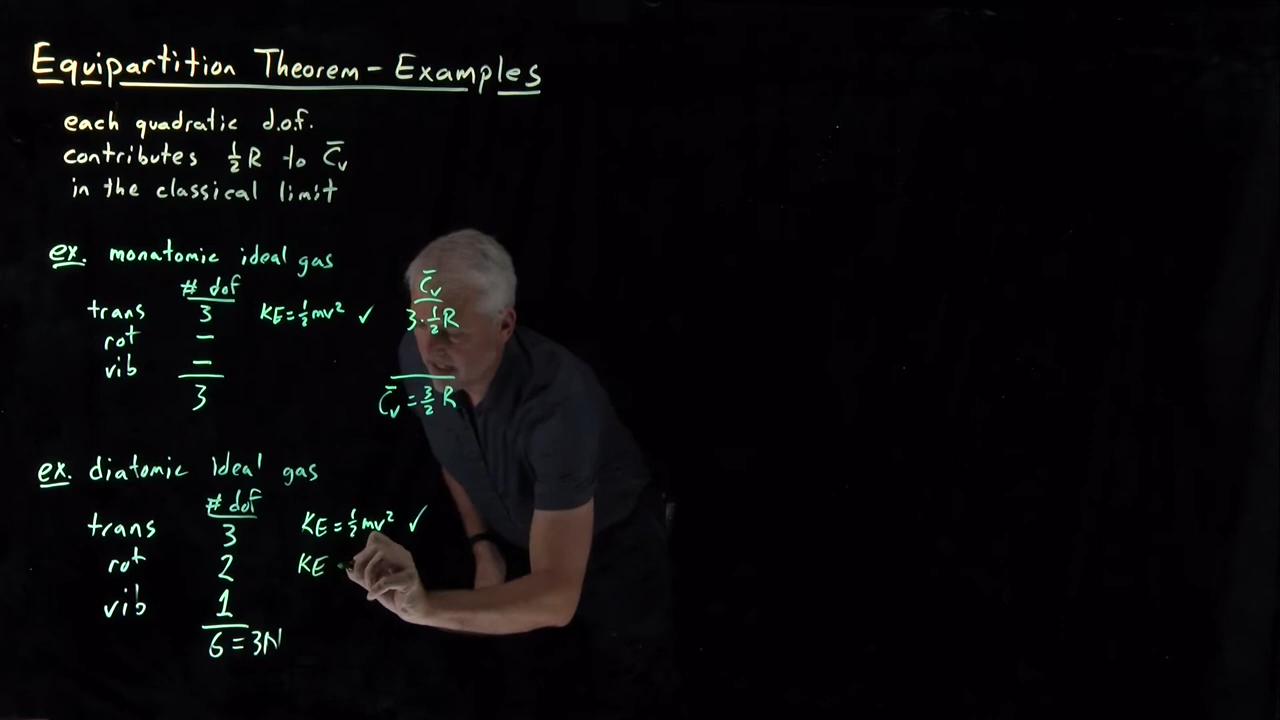 Equipartition Theorem - Examples
each quadratic d.o.f.
contributes ½R to C̄ᵥ
in the classical limit
ex. monatomic ideal gas
# dof C̄ᵥ
trans 3 KE = ½mv² ✓ 3·½R
rot –
vib –
3 C̄ᵥ = 3/2 R
ex. diatomic ideal gas
# dof
trans 3 KE = ½mv² ✓
rot 2 KE
vib 1
6 = 3N